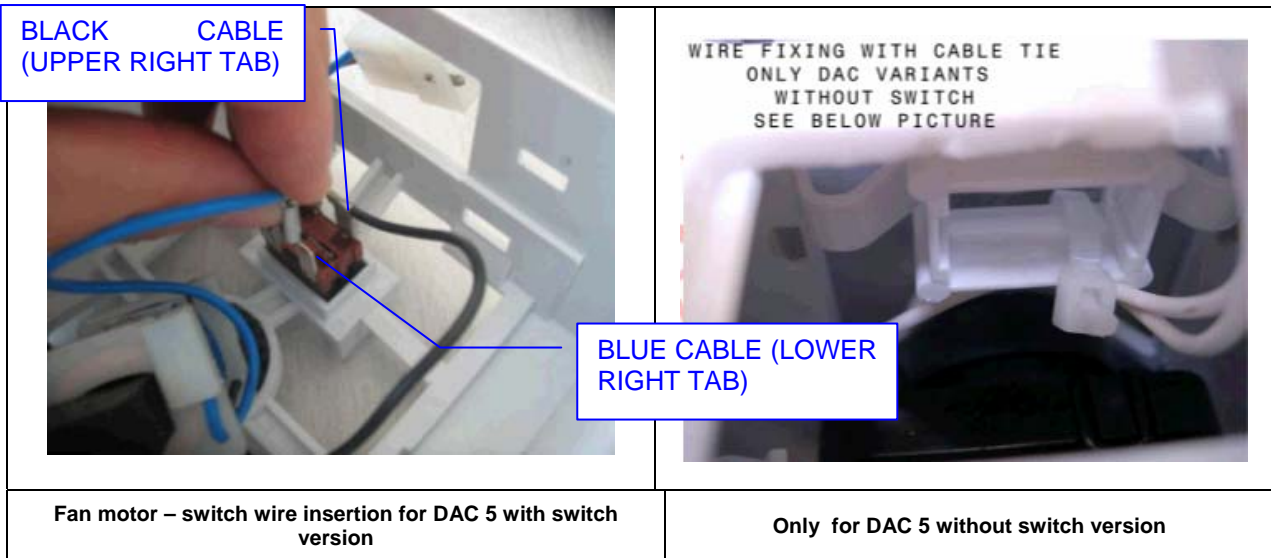 BLACK CABLE
(UPPER RIGHT TAB)
WIRE FIXING WITH CABLE TIE
ONLY DAC VARIANTS
WITHOUT SWITCH
SEE BELOW PICTURE
BLUE CABLE (LOWER
RIGHT TAB)
Fan motor – switch wire insertion for DAC 5 with switch
version
Only for DAC 5 without switch version